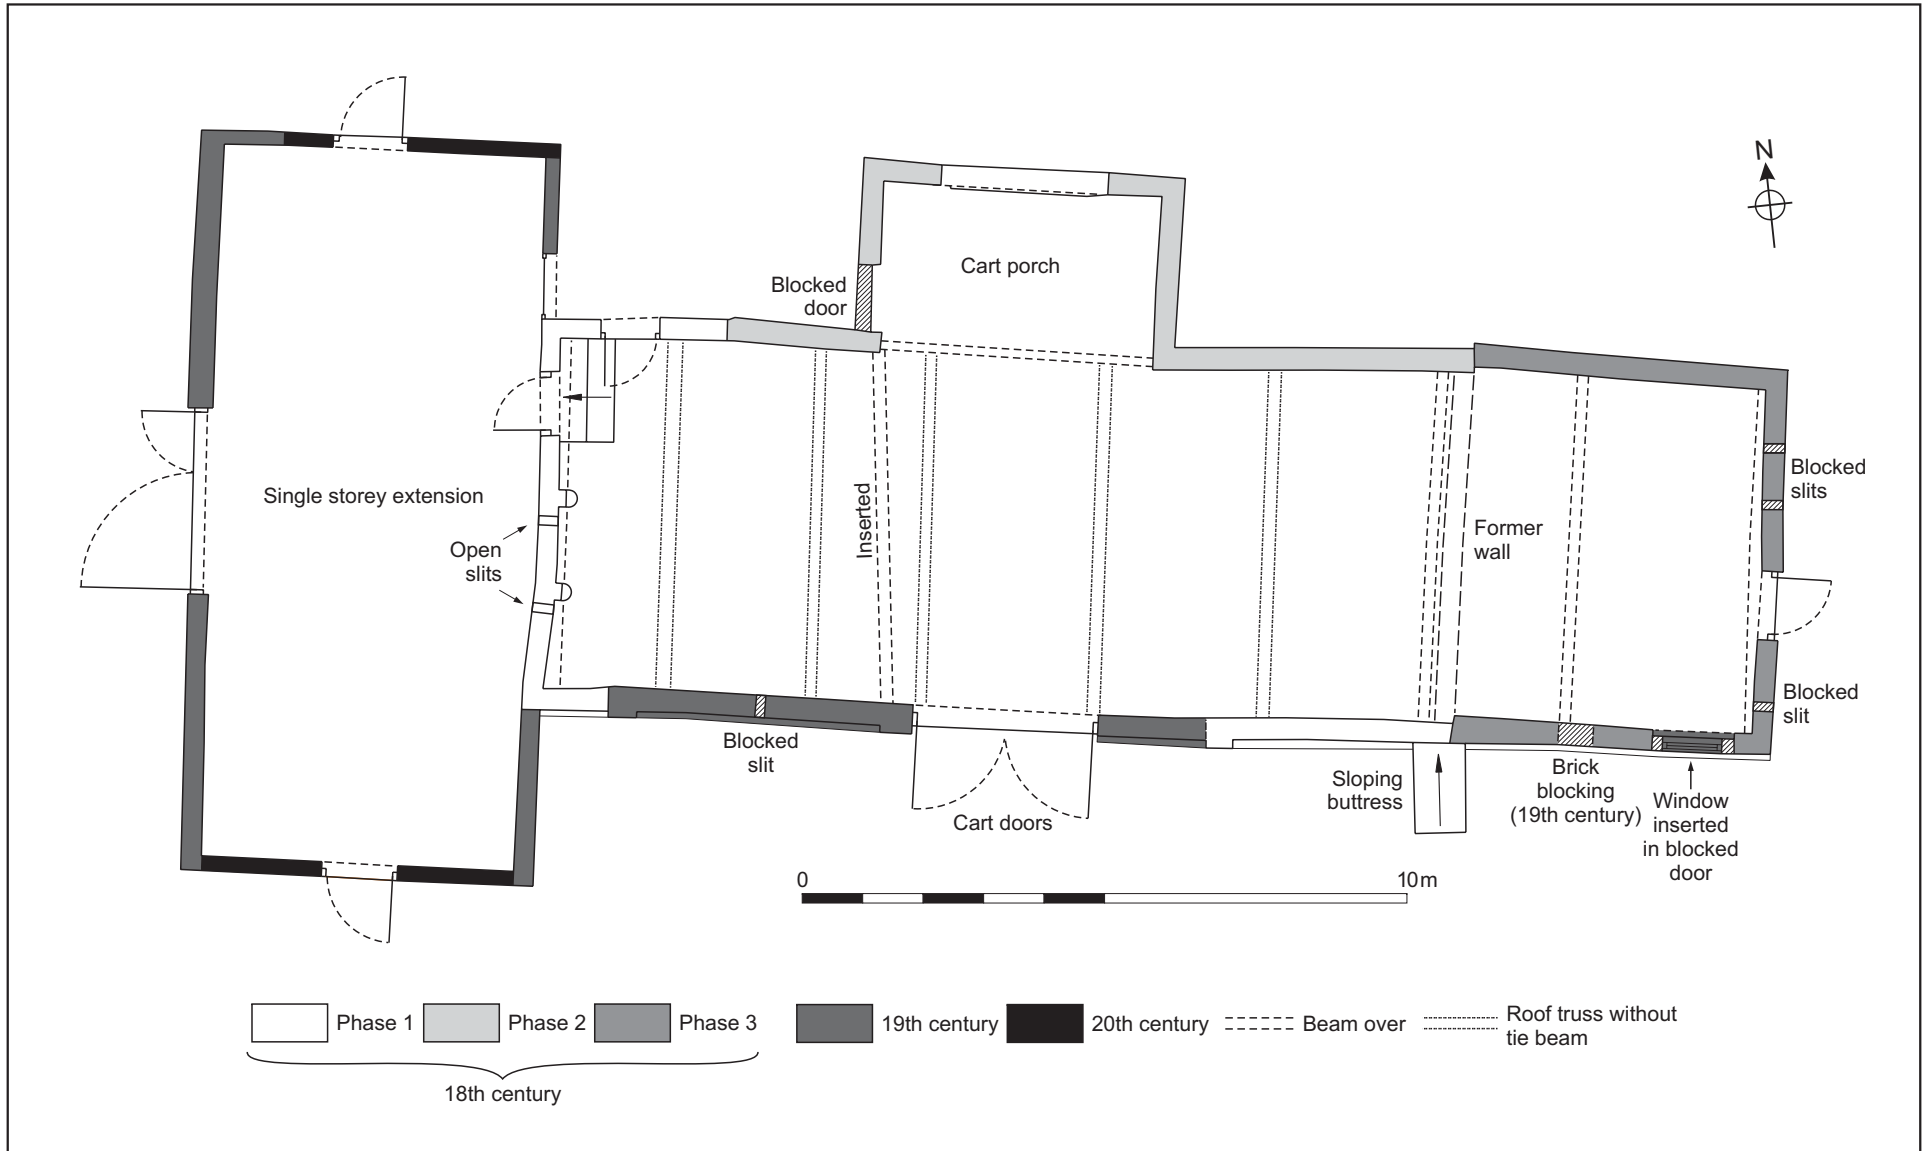 N
Cart porch
Blocked
door
Blocked
slits
Single storey extension
Inserted
Former
wall
Open
slits
Blocked
slit
Blocked
slit
Sloping
buttress
Brick
blocking
(19th century)
Window
inserted
in blocked
door
Cart doors
0
10m
Phase 1
Phase 2
Phase 3
19th century
20th century
Beam over
Roof truss without
tie beam
18th century